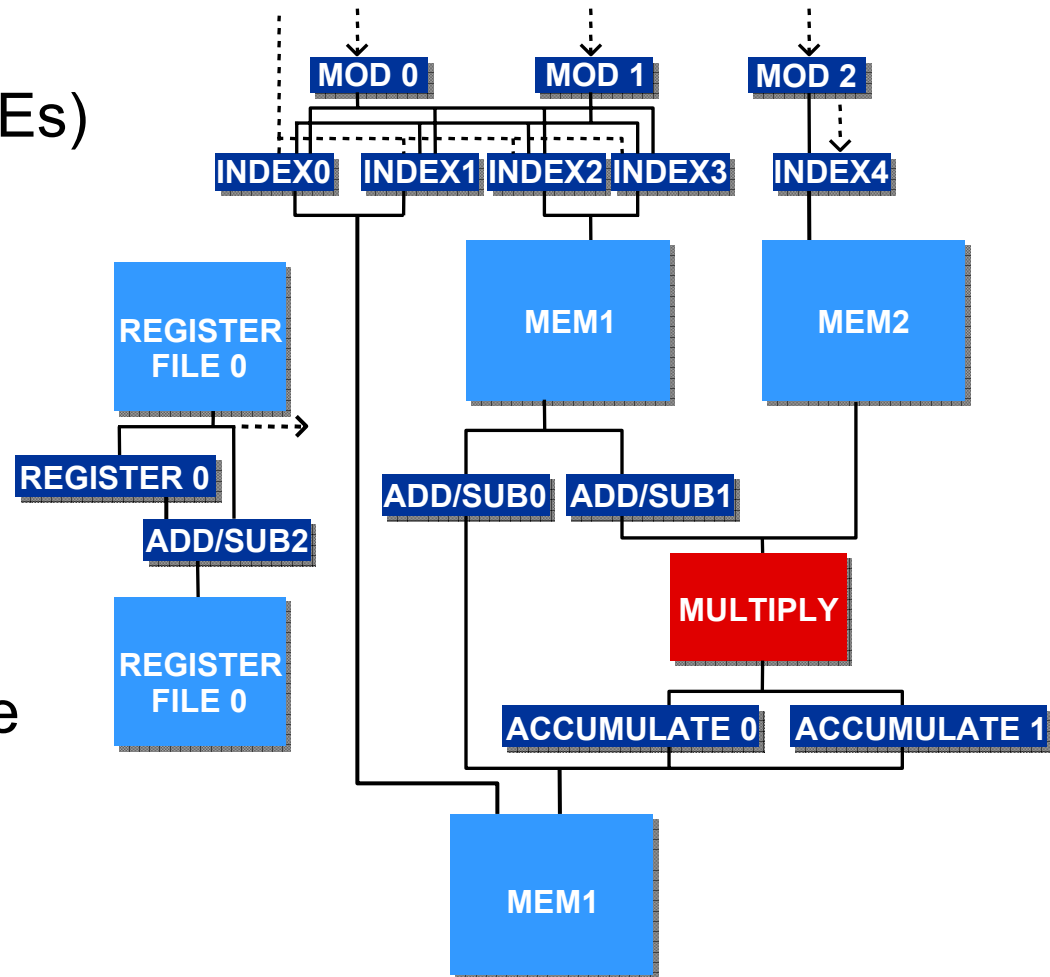 MOD 0 MOD 1 MOD 2
Es)
INDEX0 INDEX1 INDEX2 INDEX3 INDEX4
REGISTER
FILE 0
MEM1
MEM2
REGISTER 0
ADD/SUB0 ADD/SUB1
ADD/SUB2
MULTIPLY
REGISTER
FILE 0
e
ACCUMULATE 0 ACCUMULATE 1
MEM1